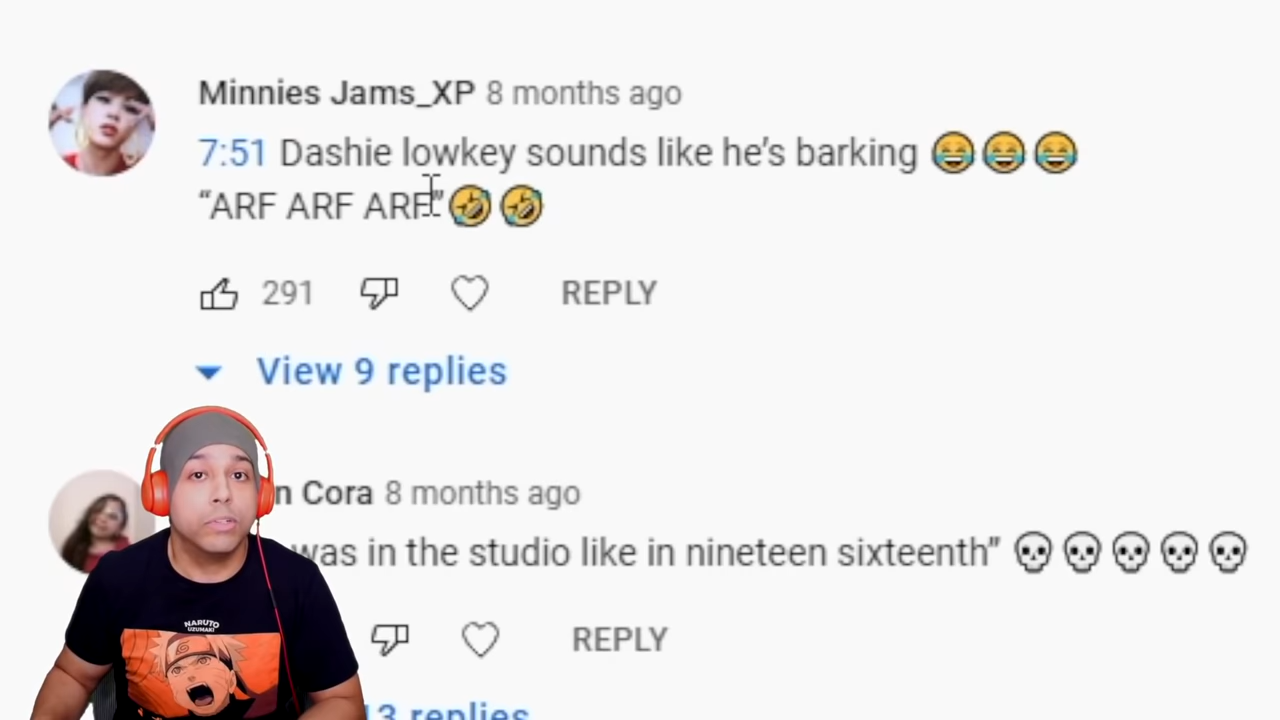 Minnies Jams_XP 8 months ago
7:51 Dashie lowkey sounds like he’s barking 😂😂😂
“ARF ARF ARF”🤣🤣
291 REPLY
View 9 replies
n Cora 8 months ago
was in the studio like in nineteen sixteenth” 💀💀💀💀💀
REPLY
13 replies
NARUTO
UZUMAKI